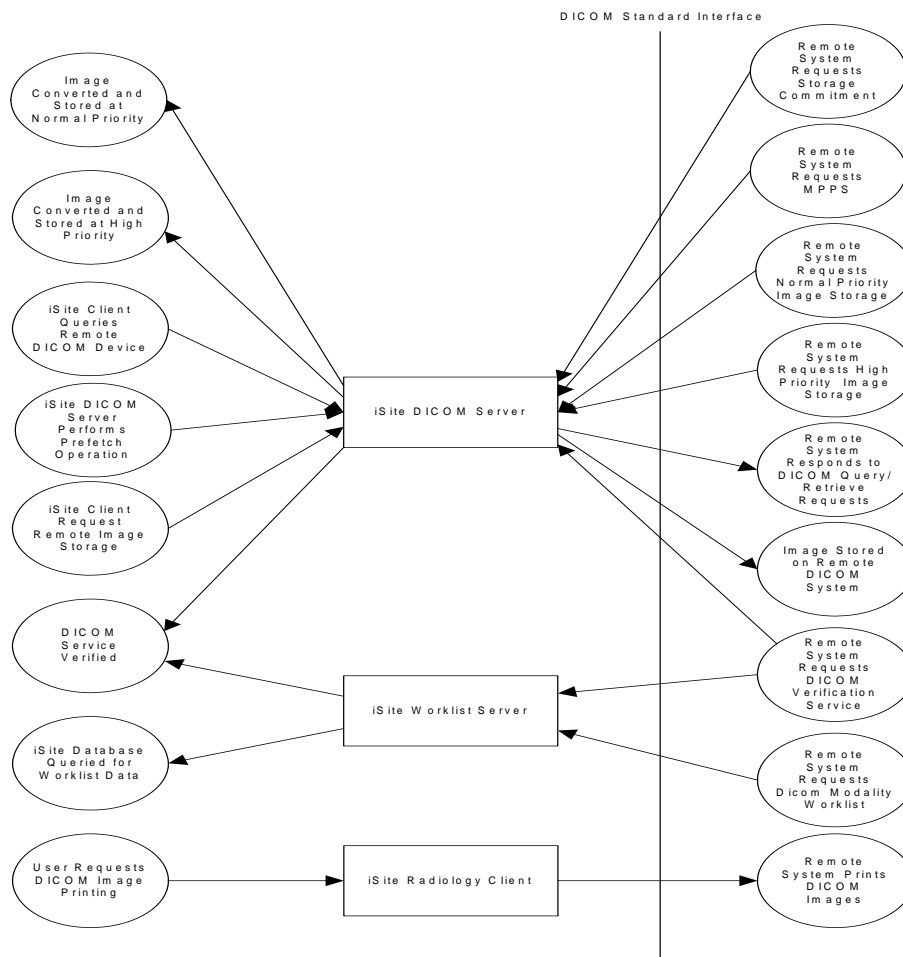 DICOM Standard Interface
Image
Converted and
Stored at
Normal Priority
Image
Converted and
Stored at High
Priority
iSite Client
Queries
Remote
DICOM Device
iSite DICOM
Server
Performs
Prefetch
Operation
iSite Client
Request
Remote Image
Storage
DICOM
Service
Verified
iSite Database
Queried for
Worklist Data
User Requests
DICOM Image
Printing
iSite DICOM Server
iSite Worklist Server
iSite Radiology Client
Remote
System
Requests
Storage
Commitment
Remote
System
Requests
MPPS
Remote
System
Requests
Normal Priority
Image Storage
Remote
System
Requests High
Priority Image
Storage
Remote
System
Responds to
DICOM Query/
Retrieve
Requests
Image Stored
on Remote
DICOM
System
Remote
System
Requests
DICOM
Verification
Service
Remote
System
Requests
Dicom Modality
Worklist
Remote
System Prints
DICOM
Images